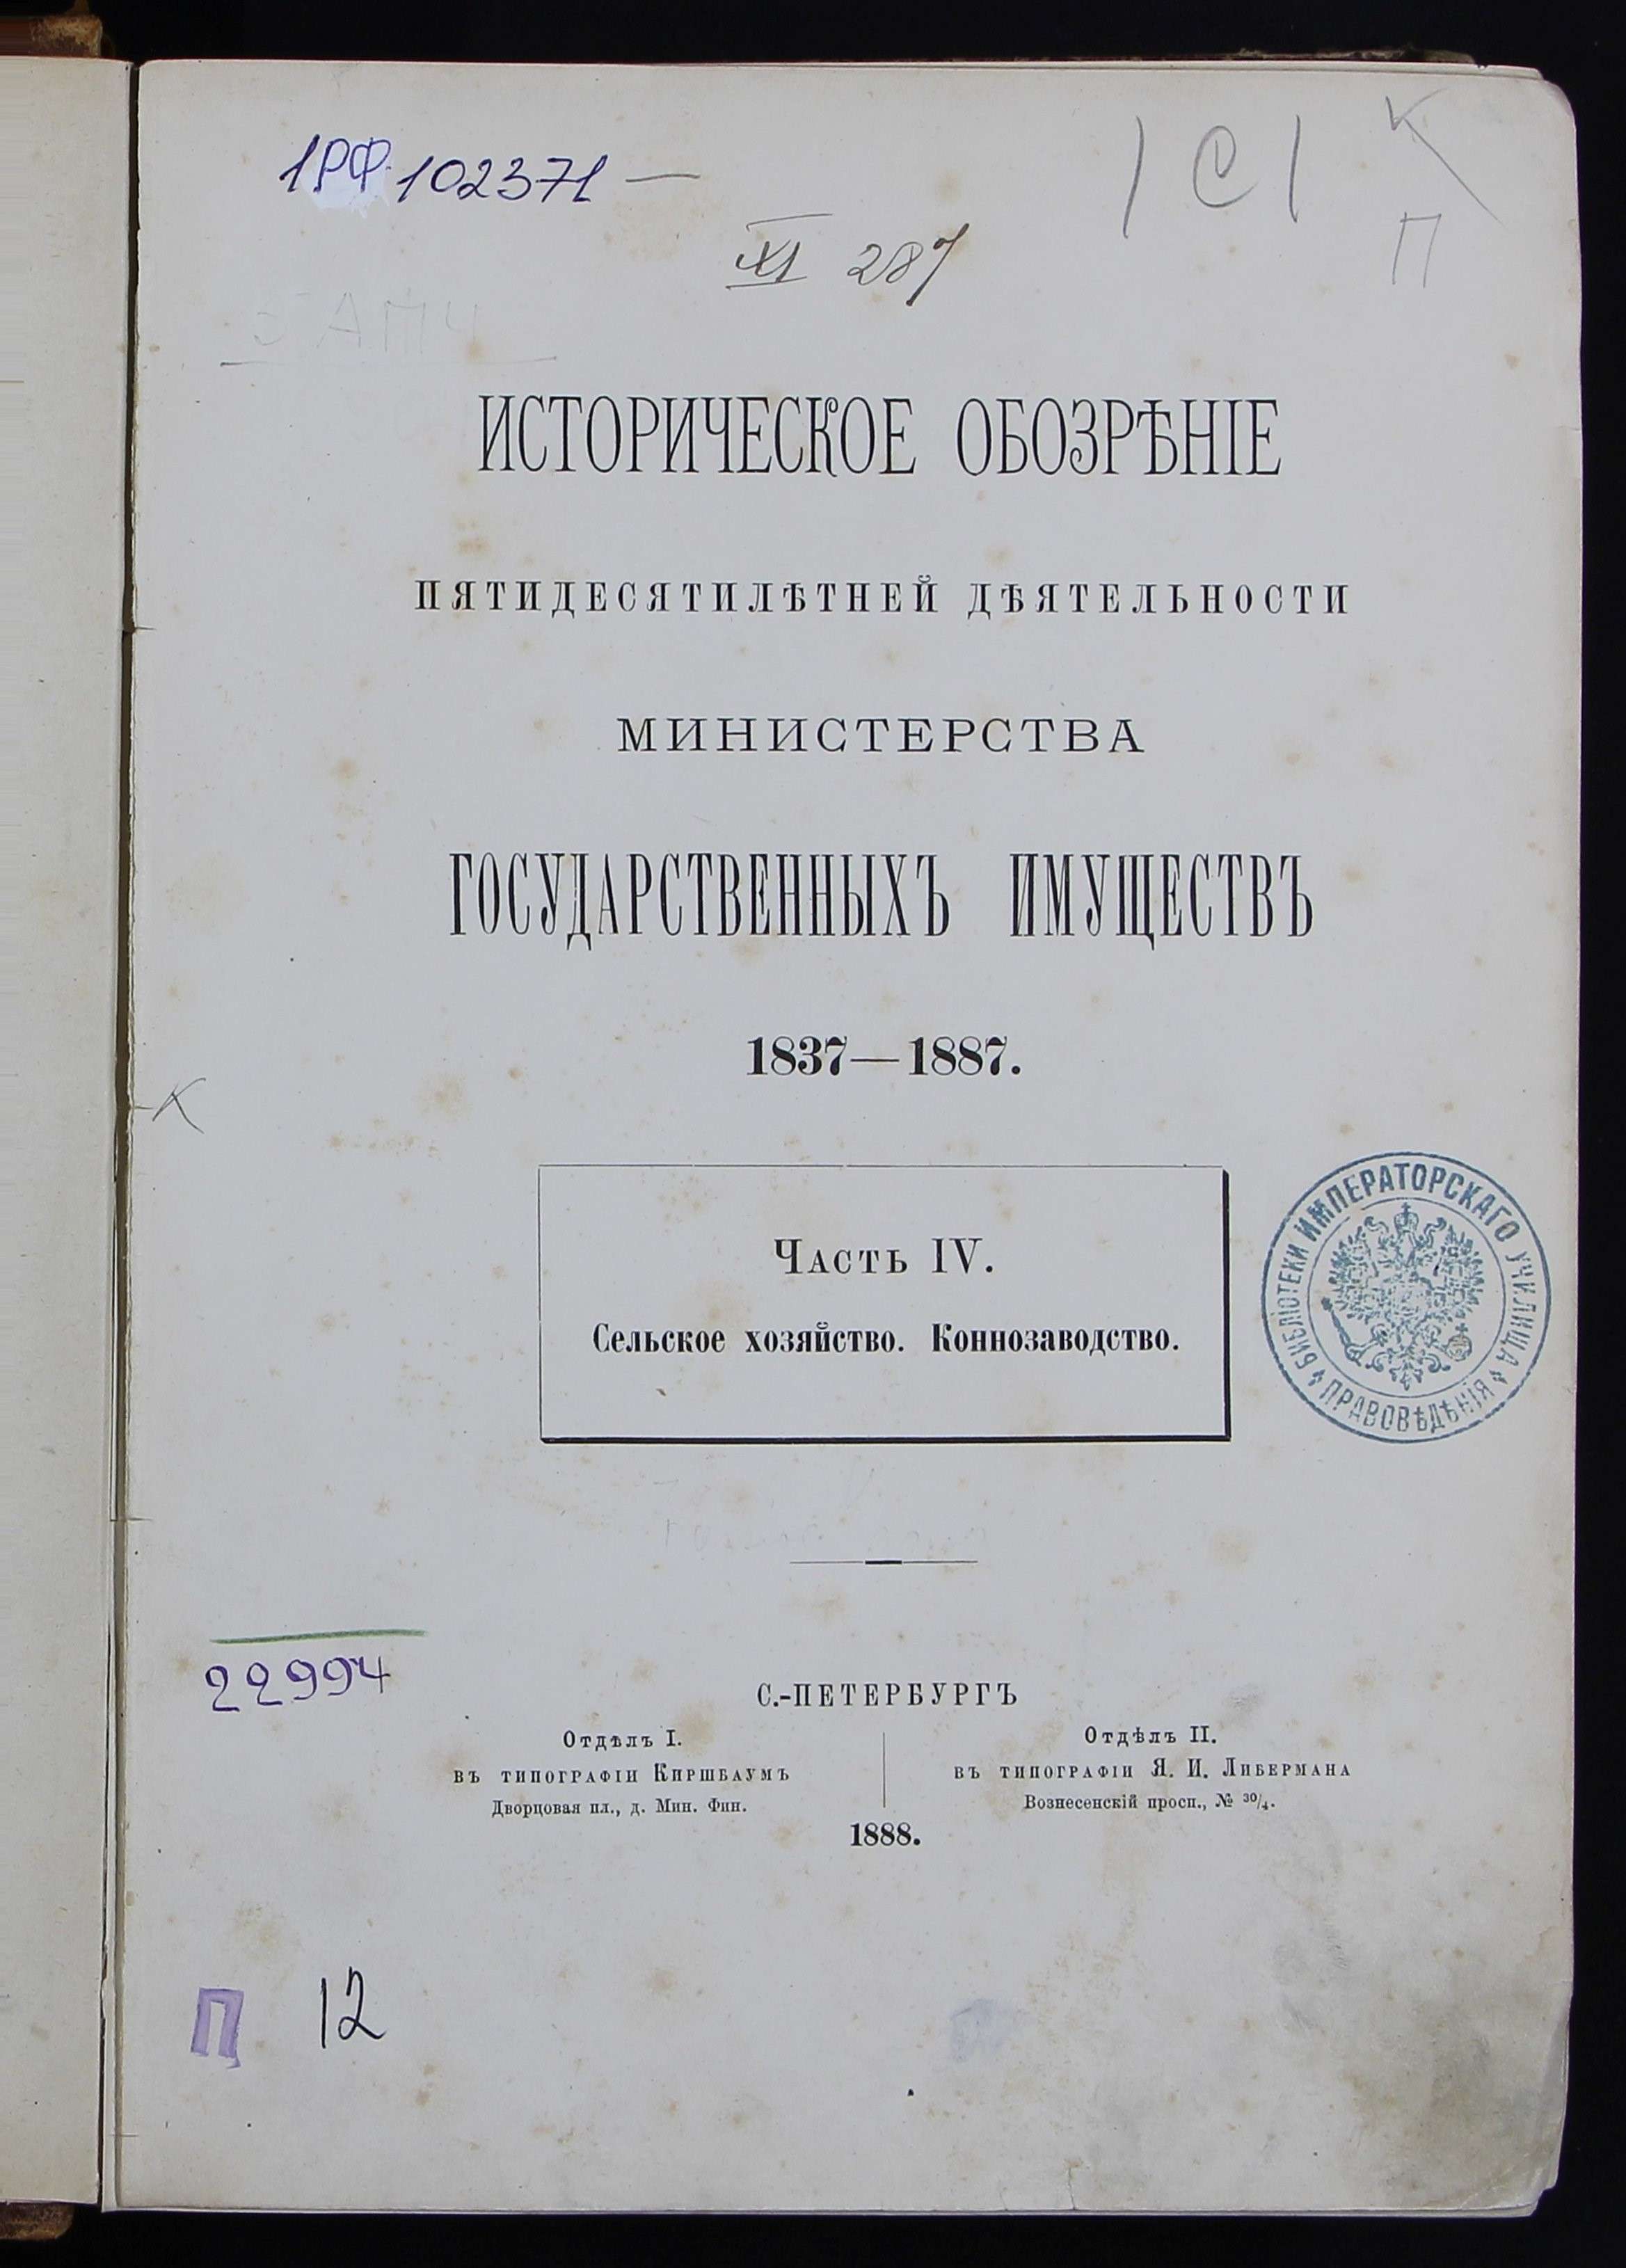 1РФ 102371 —
| С | К
П
XI 287
ИСТОРИЧЕСКОЕ ОБОЗРѢНІЕ
ПЯТИДЕСЯТИЛѢТНЕЙ ДѢЯТЕЛЬНОСТИ
МИНИСТЕРСТВА
ГОСУДАРСТВЕННЫХЪ ИМУЩЕСТВЪ
1837—1887.
К
Часть IV.
Сельское хозяйство. Коннозаводство.
БИБЛІОТЕКИ ИМПЕРАТОРСКАГО УЧИЛИЩА
ПРАВОВѢДѢНІЯ
22994
С.-ПЕТЕРБУРГЪ
Отдѣлъ I.
въ типографіи Киршбаумъ
Дворцовая пл., д. Мин. Фин.
Отдѣлъ II.
въ типографіи Я. И. Либермана
Вознесенскій просп., № 30/4.
1888.
П 12